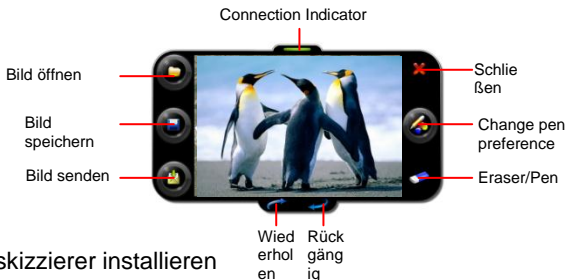 Connection Indicator
Bild öffnen
Schlie
ßen
Bild
speichern
Change pen
preference
Bild senden
Eraser/Pen
Wied
erhol
en
Rück
gäng
ig
skizzierer installieren